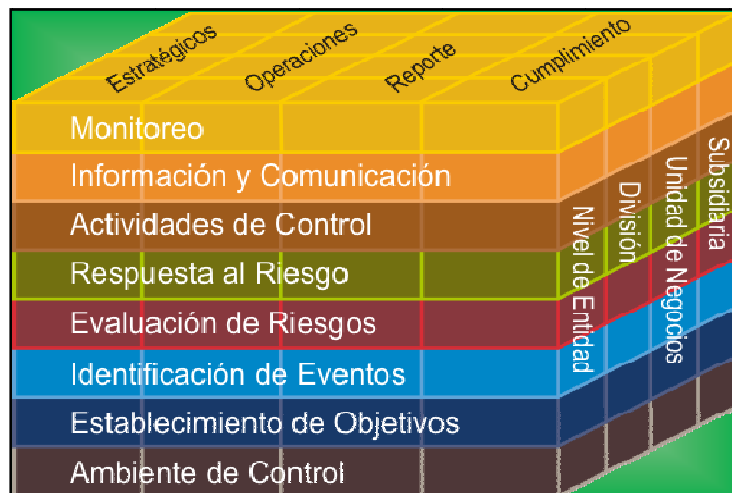 Estratégicos
Operaciones
Reporte
Cumplimiento
Monitoreo
Información y Comunicación
Actividades de Control
Respuesta al Riesgo
Evaluación de Riesgos
Identificación de Eventos
Establecimiento de Objetivos
Ambiente de Control
Nivel de Entidad
División
Unidad de Negocios
Subsidiaria